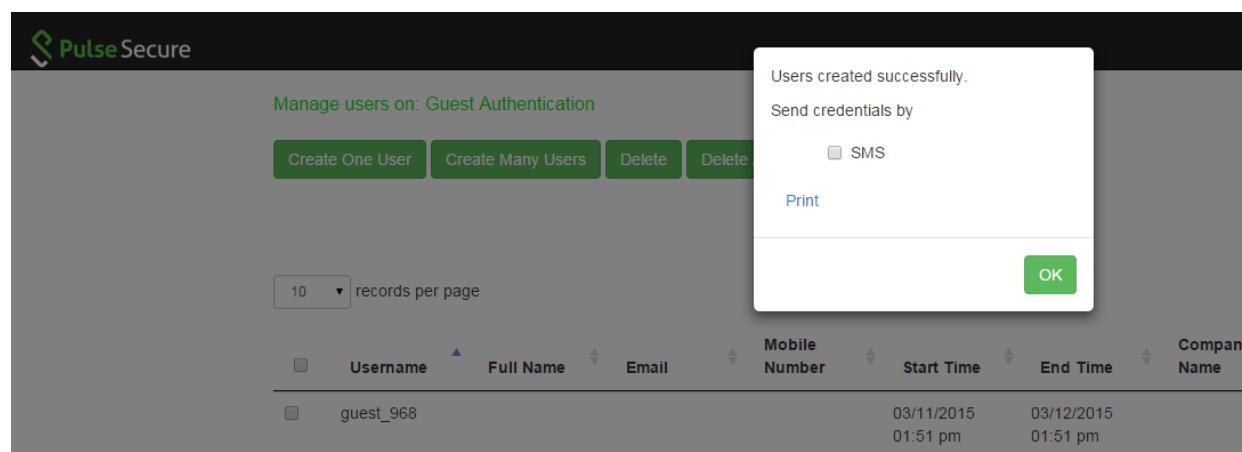 Pulse Secure
Users created successfully.
Send credentials by
SMS
Print
OK
Manage users on: Guest Authentication
Create One User Create Many Users Delete Delete
10 records per page
Username Full Name Email Mobile Number Start Time End Time Compan
Name
guest_968 03/11/2015 03/12/2015
01:51 pm 01:51 pm